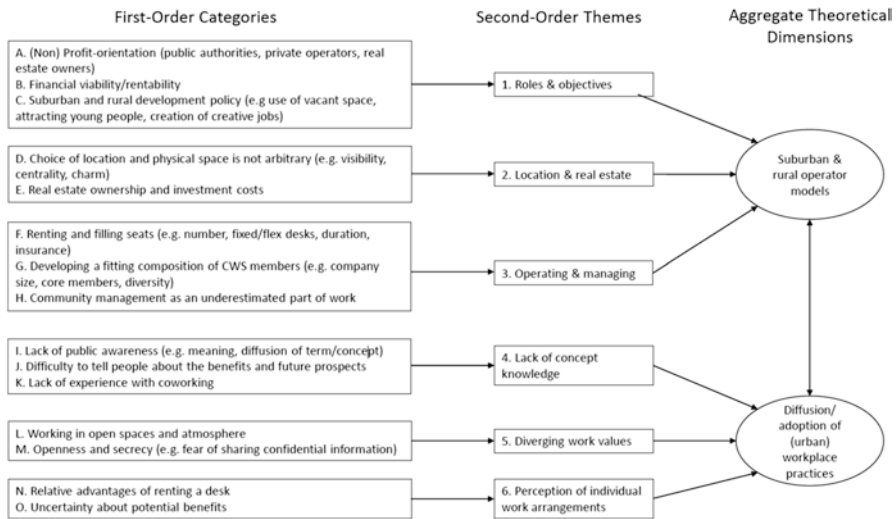 First-Order Categories
Second-Order Themes
Aggregate Theoretical
Dimensions
A. (Non) Profit-orientation (public authorities, private operators, real
estate owners)
B. Financial viability/rentability
C. Suburban and rural development policy (e.g use of vacant space,
attracting young people, creation of creative jobs)
1. Roles & objectives
D. Choice of location and physical space is not arbitrary (e.g. visibility,
centrality, charm)
E. Real estate ownership and investment costs
2. Location & real estate
Suburban &
rural operator
models
F. Renting and filling seats (e.g. number, fixed/flex desks, duration,
insurance)
G. Developing a fitting composition of CWS members (e.g. company
size, core members, diversity)
H. Community management as an underestimated part of work
3. Operating & managing
I. Lack of public awareness (e.g. meaning, diffusion of term/concept)
J. Difficulty to tell people about the benefits and future prospects
K. Lack of experience with coworking
4. Lack of concept
knowledge
L. Working in open spaces and atmosphere
M. Openness and secrecy (e.g. fear of sharing confidential information)
5. Diverging work values
Diffusion/
adoption of
(urban)
workplace
practices
N. Relative advantages of renting a desk
O. Uncertainty about potential benefits
6. Perception of individual
work arrangements